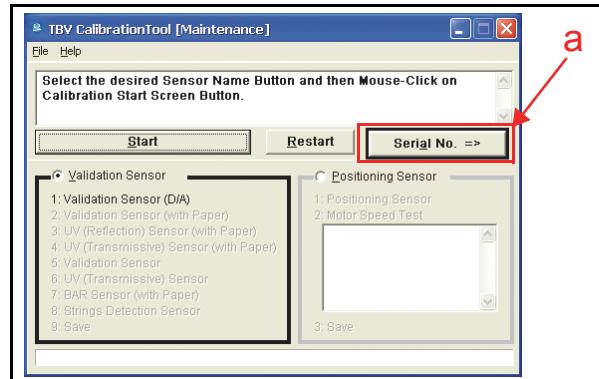 TBV CalibrationTool [Maintenance]
a
File Help
Select the desired Sensor Name Button and then Mouse-Click on
Calibration Start Screen Button.
Start Restart Serial No. =>
Validation Sensor
1: Validation Sensor (D/A)
2: Validation Sensor (with Paper)
3: UV (Reflection) Sensor (with Paper)
4: UV (Transmissive) Sensor (with Paper)
5: Validation Sensor
6: UV (Transmissive) Sensor
7: BAR Sensor (with Paper)
8: Strings Detection Sensor
9: Save
Positioning Sensor
1: Positioning Sensor
2: Motor Speed Test
3: Save